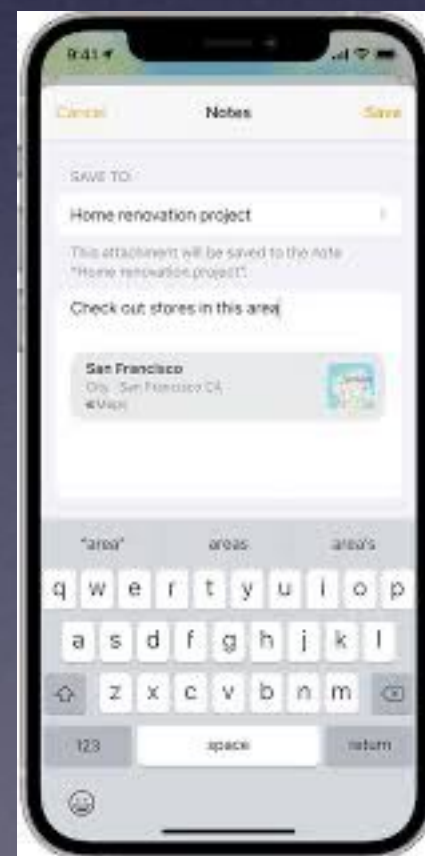 9:41
Cancel Notes Save
SAVE TO:
Home renovation project
This attachment will be saved to the note
"Home renovation project".
Check out stores in this area
San Francisco
City · San Francisco CA
Maps
"area" areas area's
q w e r t y u i o p
a s d f g h j k l
z x c v b n m
123 space return